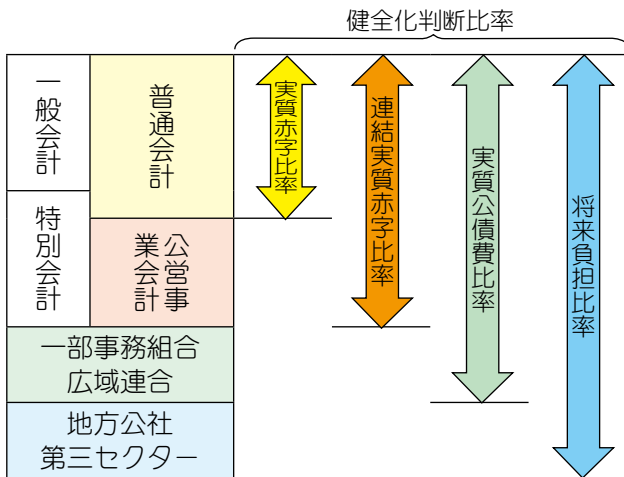 健全化判断比率
一般会計
普通会計
実質赤字比率
連結実質赤字比率
実質公債費比率
将来負担比率
特別会計
公営事
業会計
一部事務組合
広域連合
地方公社
第三セクター